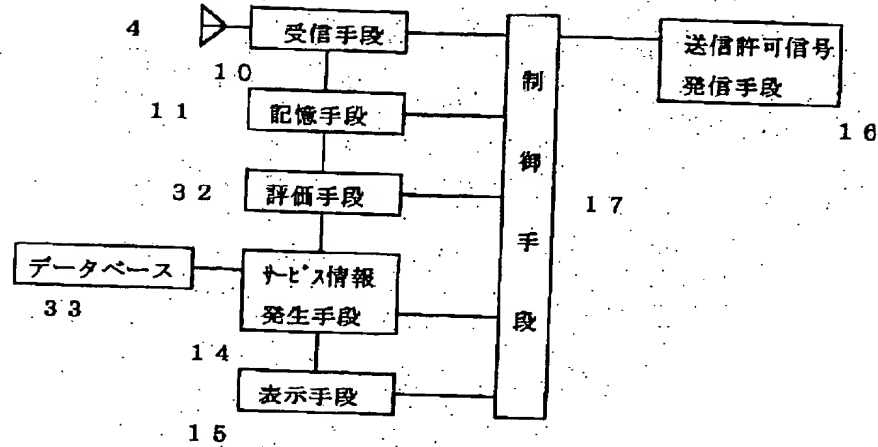 4
受信手段
10
11
記憶手段
32
評価手段
データベース
33
サービス情報
発生手段
14
表示手段
15
制御手段
17
送信許可信号
発信手段
16